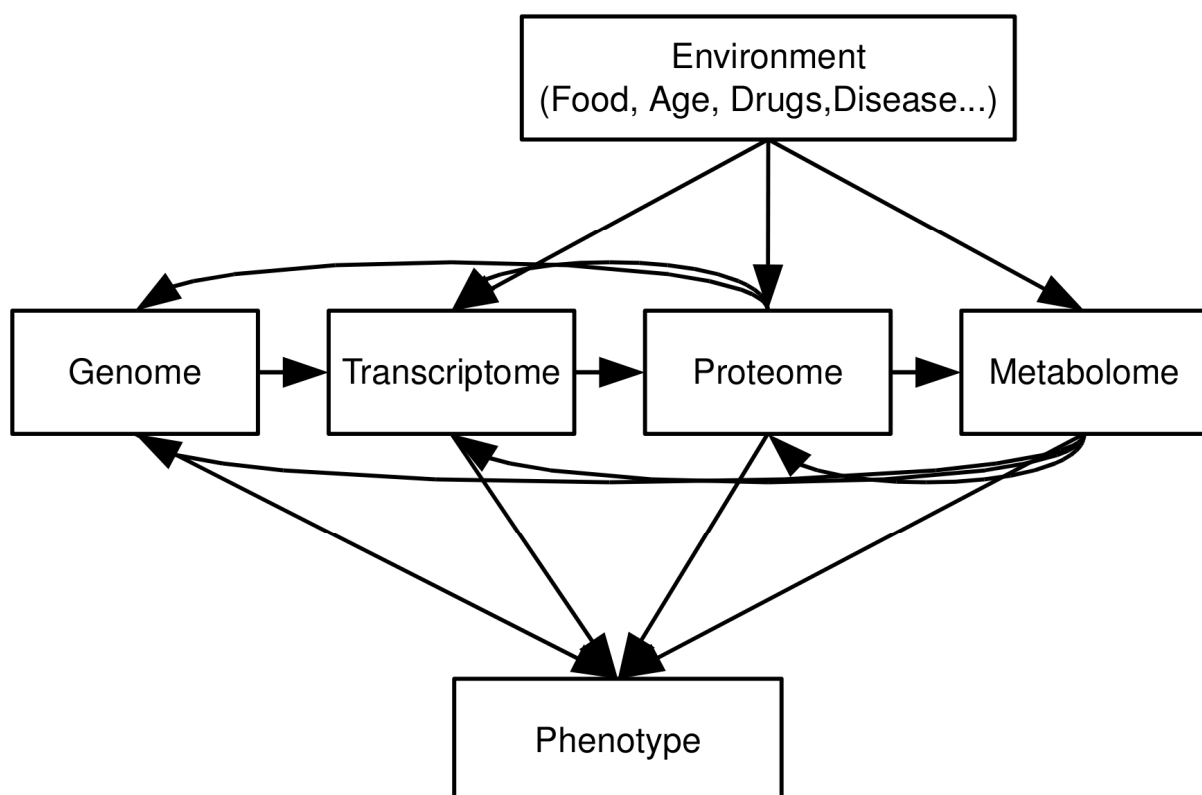 Environment
(Food, Age, Drugs,Disease...)
Genome
Transcriptome
Proteome
Metabolome
Phenotype